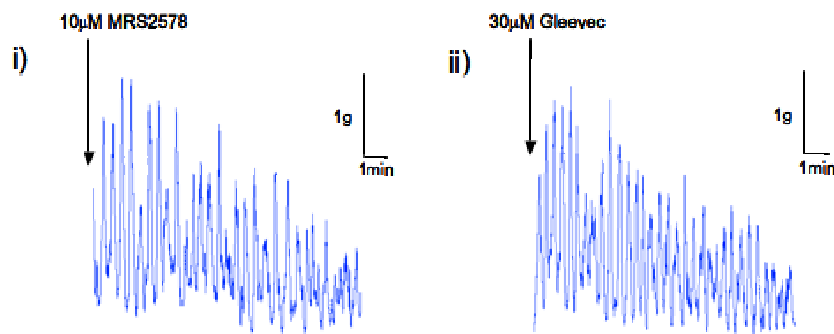 10µM MRS2578
i)
1g
1min
30µM Gleevec
ii)
1g
1min